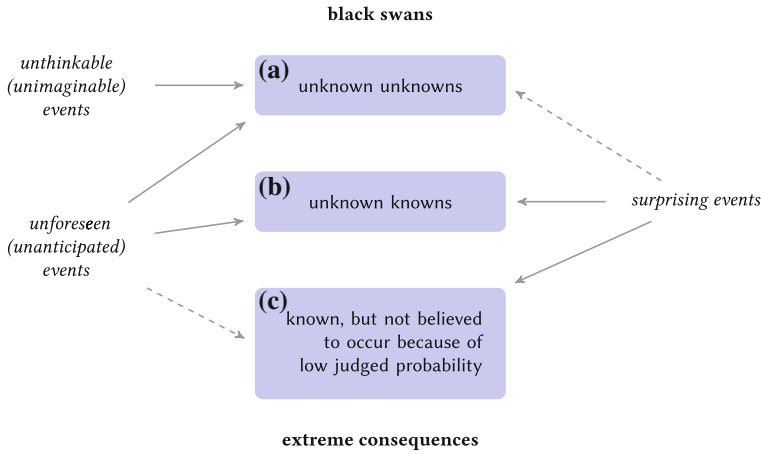 black swans
unthinkable
(unimaginable)
events
(a)
unknown unknowns
(b)
unknown knowns
surprising events
unforeseen
(unanticipated)
events
(c)
known, but not believed
to occur because of
low judged probability
extreme consequences